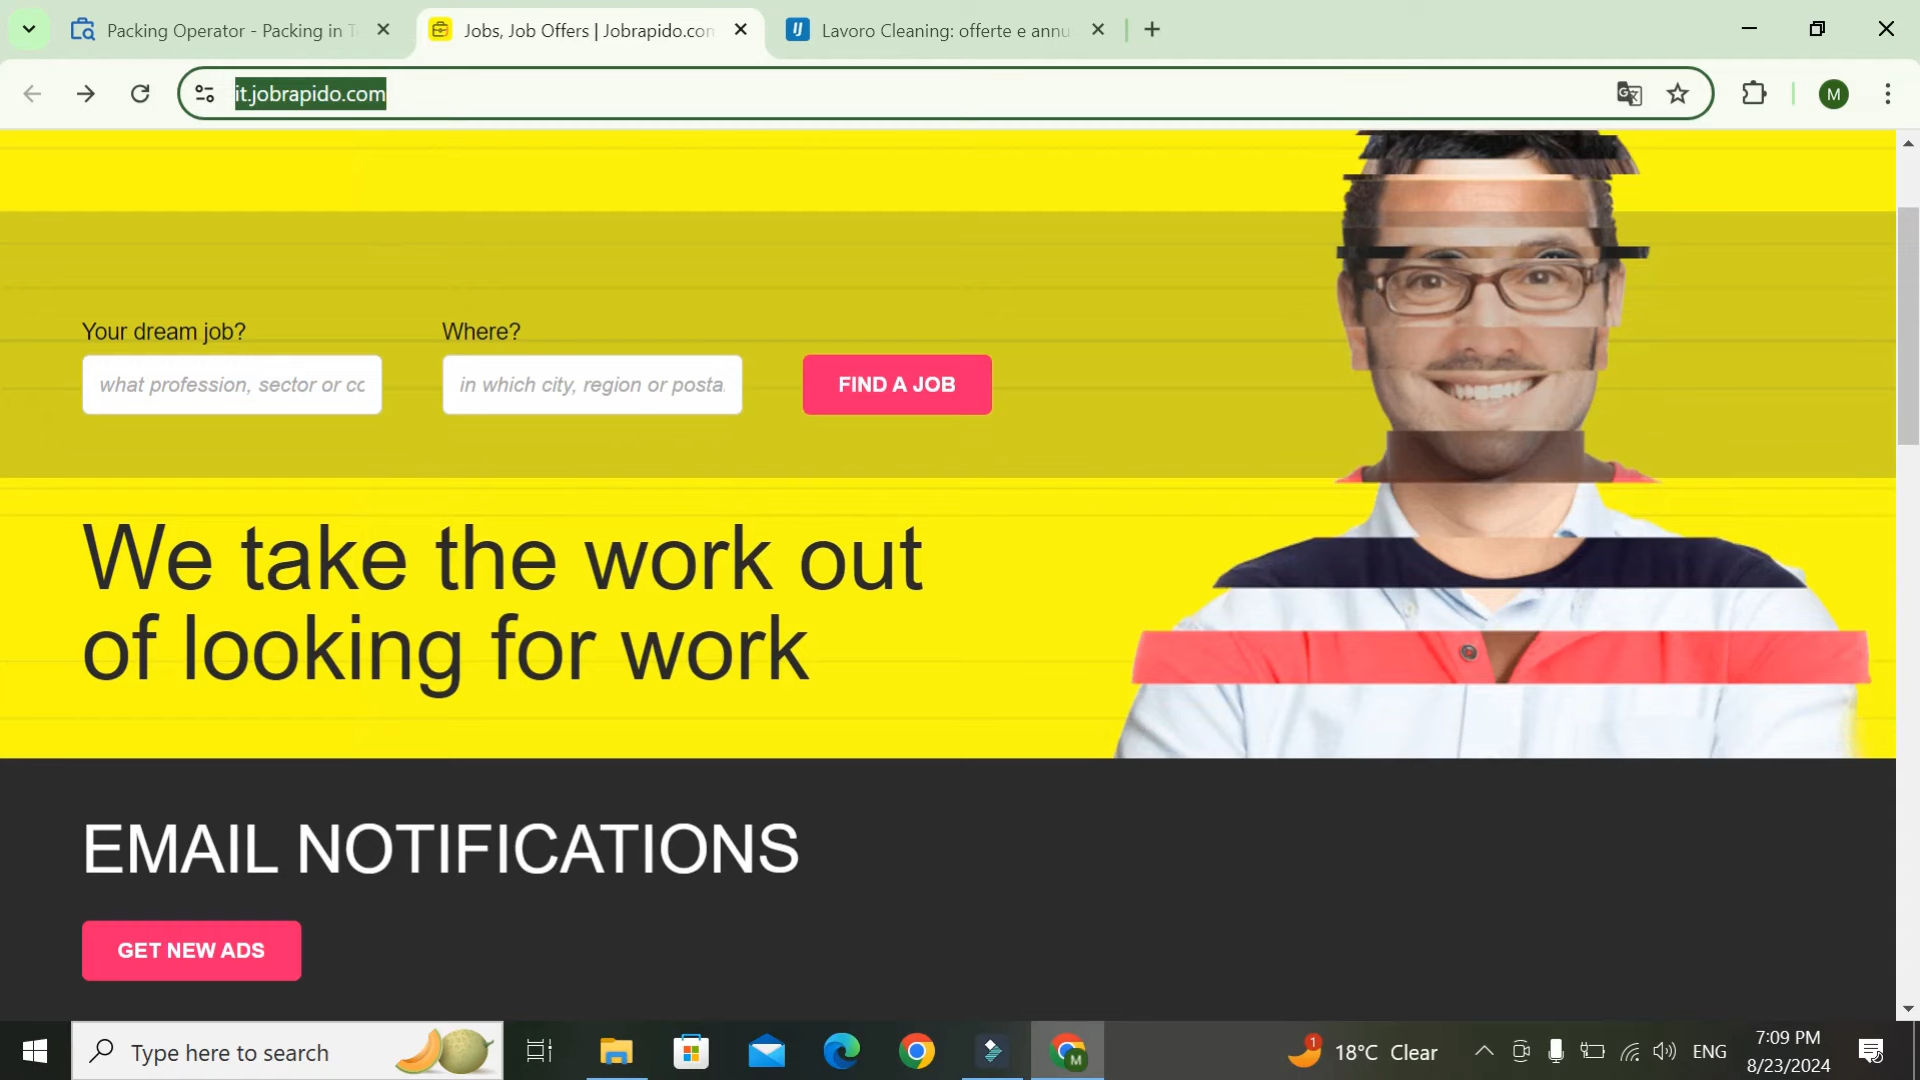 Packing Operator - Packing in T
Jobs, Job Offers | Jobrapido.com
Lavoro Cleaning: offerte e annu
it.jobrapido.com
M
Your dream job?
Where?
what profession, sector or cc
in which city, region or posta
FIND A JOB
We take the work out
of looking for work
EMAIL NOTIFICATIONS
GET NEW ADS
Type here to search
M
1
18°C Clear
ENG
7:09 PM
8/23/2024